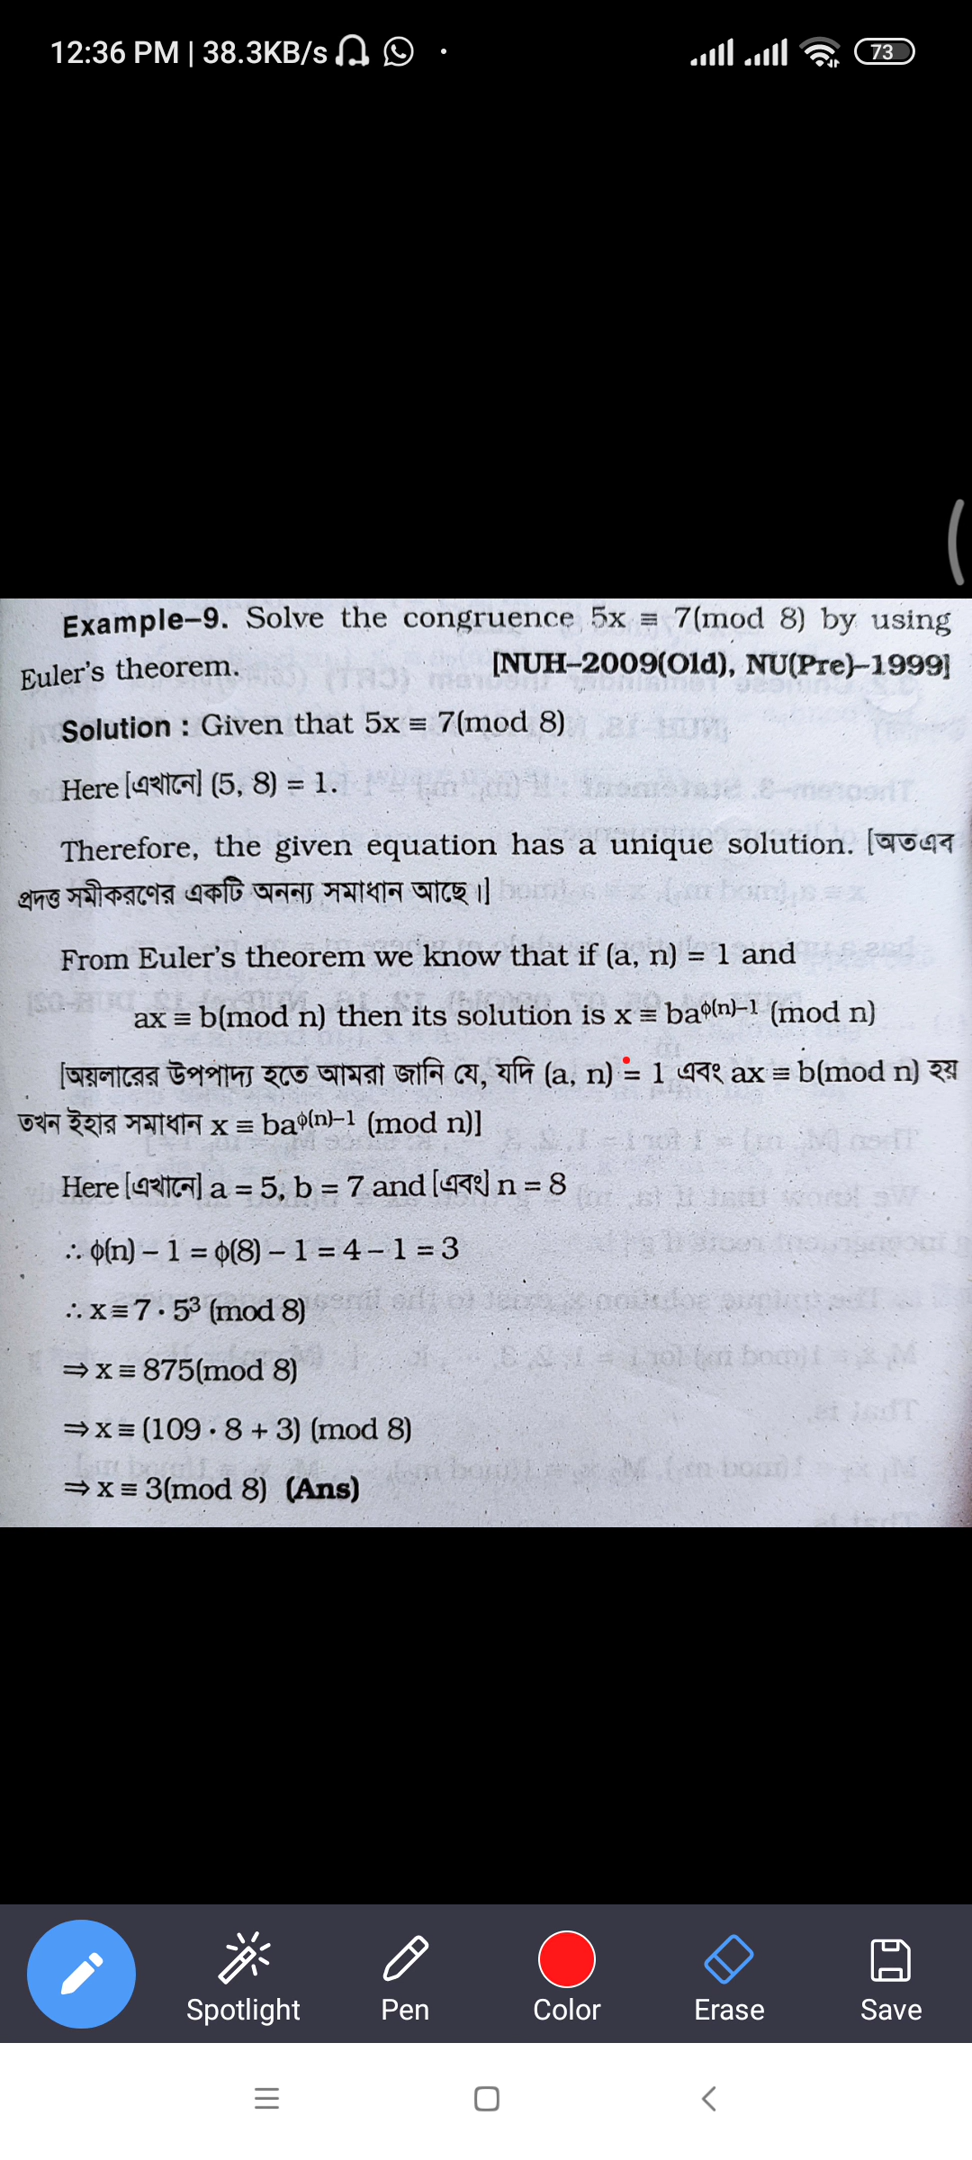 12:36 PM | 38.3KB/s
73
Example–9. Solve the congruence 5x ≡ 7(mod 8) by using
Euler's theorem. [NUH–2009(Old), NU(Pre)–1999]
Solution : Given that 5x ≡ 7(mod 8)
Here [এখানে] (5, 8) = 1.
Therefore, the given equation has a unique solution. [অতএব
প্রদত্ত সমীকরণের একটি অনন্য সমাধান আছে।]
From Euler's theorem we know that if (a, n) = 1 and
ax ≡ b(mod n) then its solution is x ≡ ba^ϕ(n)–1 (mod n)
[অয়লারের উপপাদ্য হতে আমরা জানি যে, যদি (a, n) = 1 এবং ax ≡ b(mod n) হয়
তখন ইহার সমাধান x ≡ ba^ϕ(n)–1 (mod n)]
Here [এখানে] a = 5, b = 7 and [এবং] n = 8
∴ ϕ(n) – 1 = ϕ(8) – 1 = 4 – 1 = 3
∴ x ≡ 7 · 5³ (mod 8)
⇒ x ≡ 875(mod 8)
⇒ x ≡ (109 · 8 + 3) (mod 8)
⇒ x ≡ 3(mod 8) (Ans)
Spotlight Pen Color Erase Save